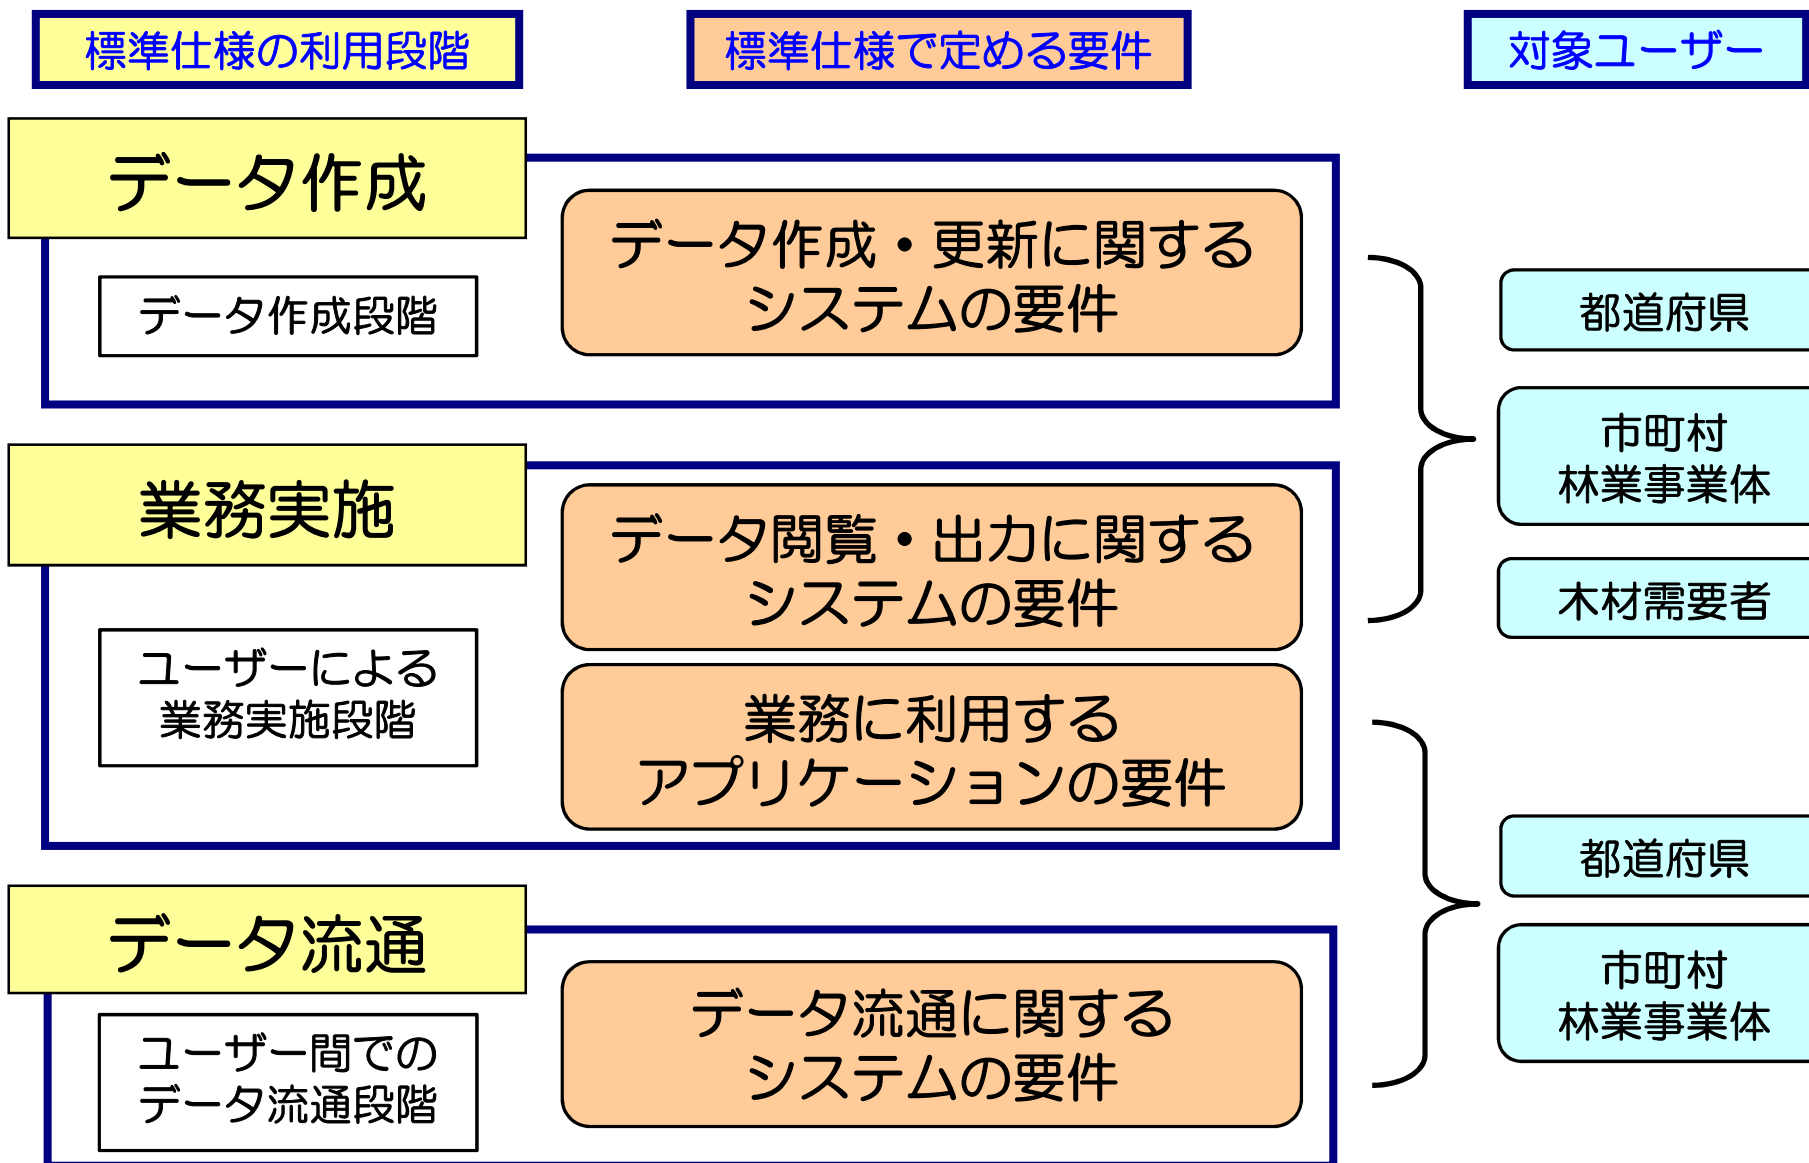 標準仕様の利用段階
標準仕様で定める要件
対象ユーザー
データ作成
データ作成段階
データ作成・更新に関する
システムの要件
業務実施
ユーザーによる
業務実施段階
データ閲覧・出力に関する
システムの要件
業務に利用する
アプリケーションの要件
都道府県
市町村
林業事業体
木材需要者
データ流通
ユーザー間での
データ流通段階
データ流通に関する
システムの要件
都道府県
市町村
林業事業体